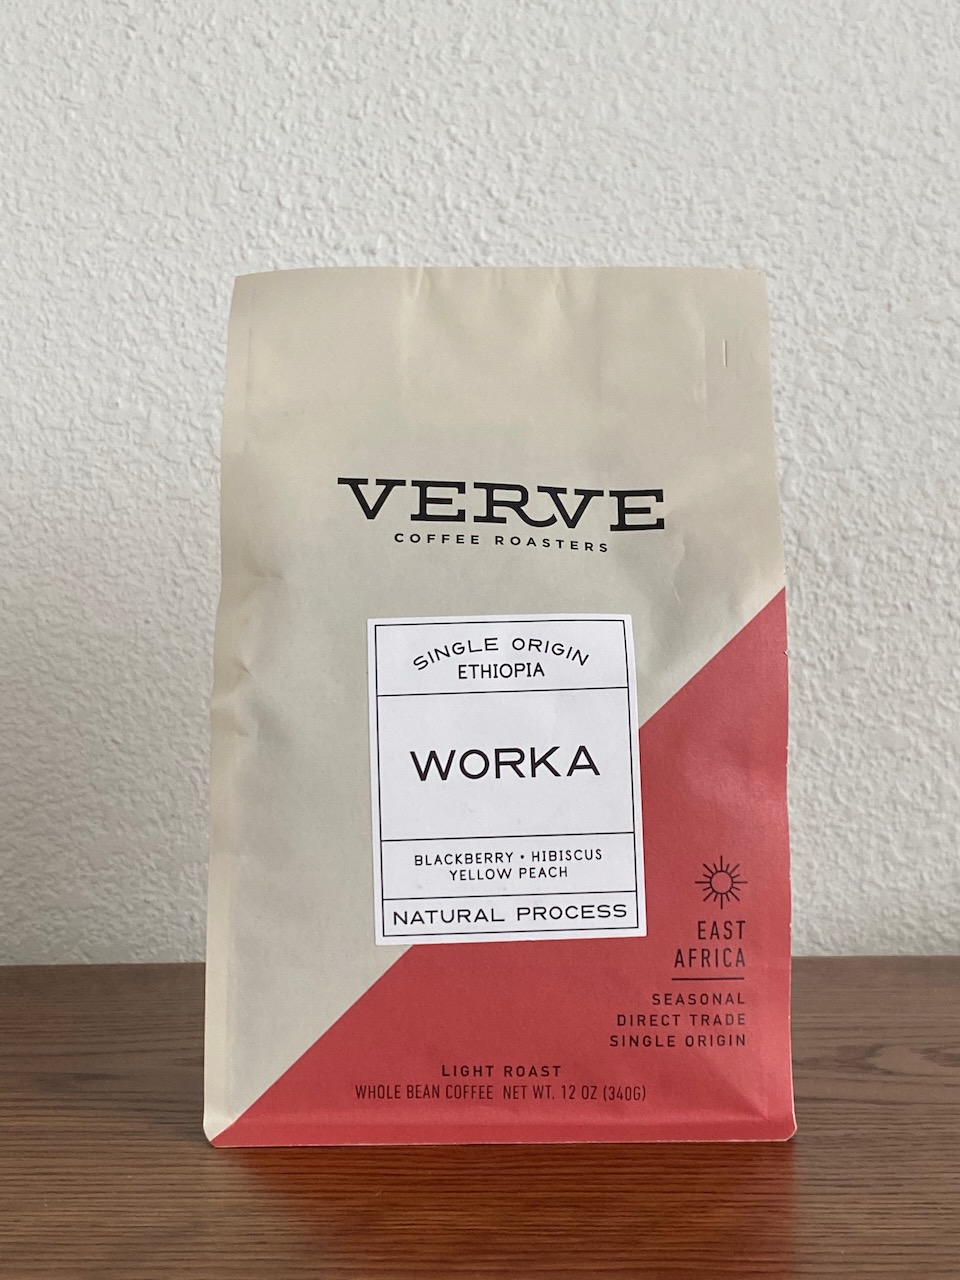 VERVE
COFFEE ROASTERS
SINGLE ORIGIN
ETHIOPIA
WORKA
BLACKBERRY • HIBISCUS
YELLOW PEACH
NATURAL PROCESS
EAST
AFRICA
SEASONAL
DIRECT TRADE
SINGLE ORIGIN
LIGHT ROAST
WHOLE BEAN COFFEE NET WT. 12 OZ (340G)